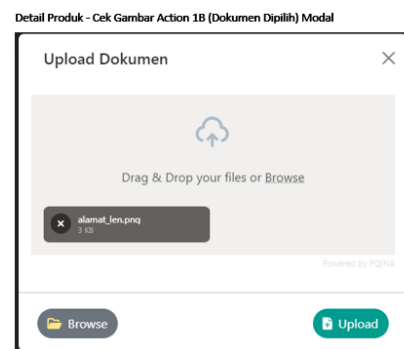 Detail Produk - Cek Gambar Action 1B (Dokumen Dipilih) Modal
Upload Dokumen
Drag & Drop your files or Browse
alamat_len.png
3 KB
Powered by PQINA
Browse
Upload